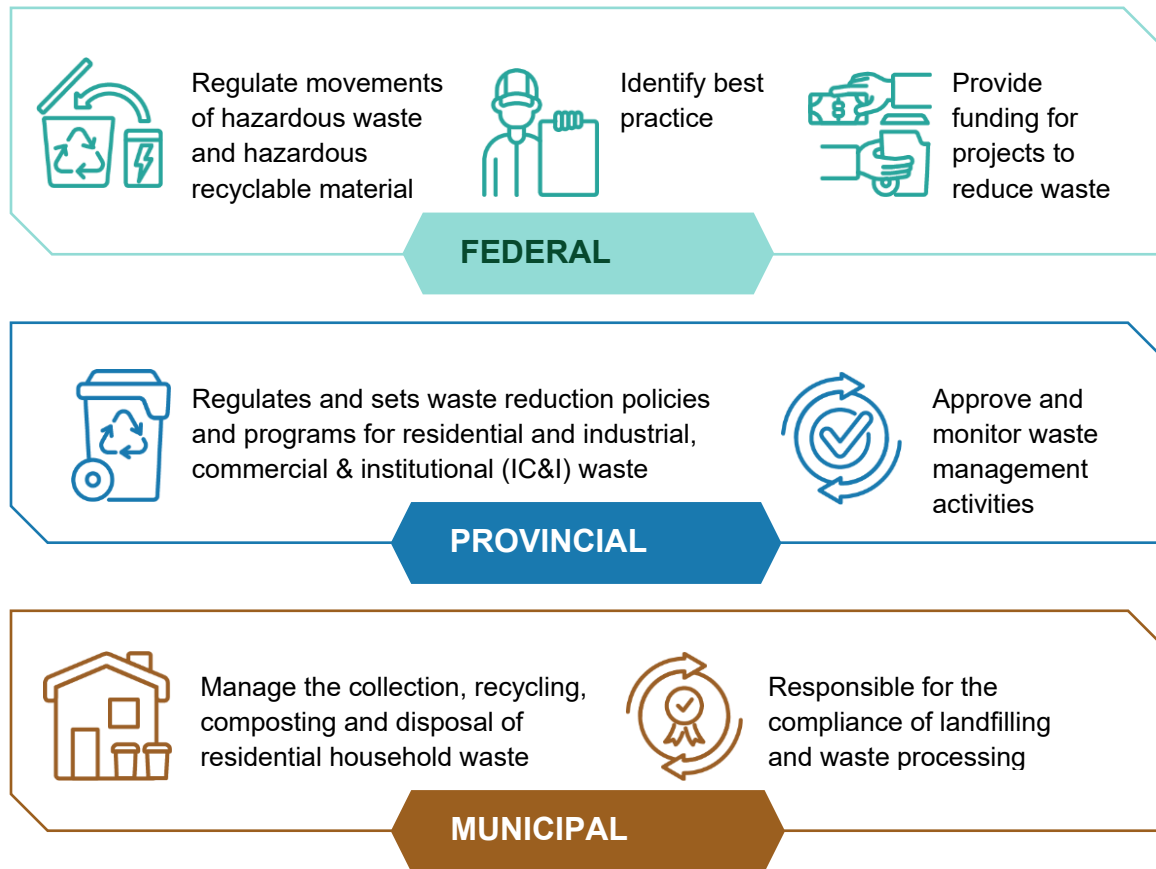 Regulate movements
of hazardous waste
and hazardous
recyclable material
Identify best
practice
Provide
funding for
projects to
reduce waste
FEDERAL
Regulates and sets waste reduction policies
and programs for residential and industrial,
commercial & institutional (IC&I) waste
Approve and
monitor waste
management
activities
PROVINCIAL
Manage the collection, recycling,
composting and disposal of
residential household waste
Responsible for the
compliance of landfilling
and waste processing
MUNICIPAL